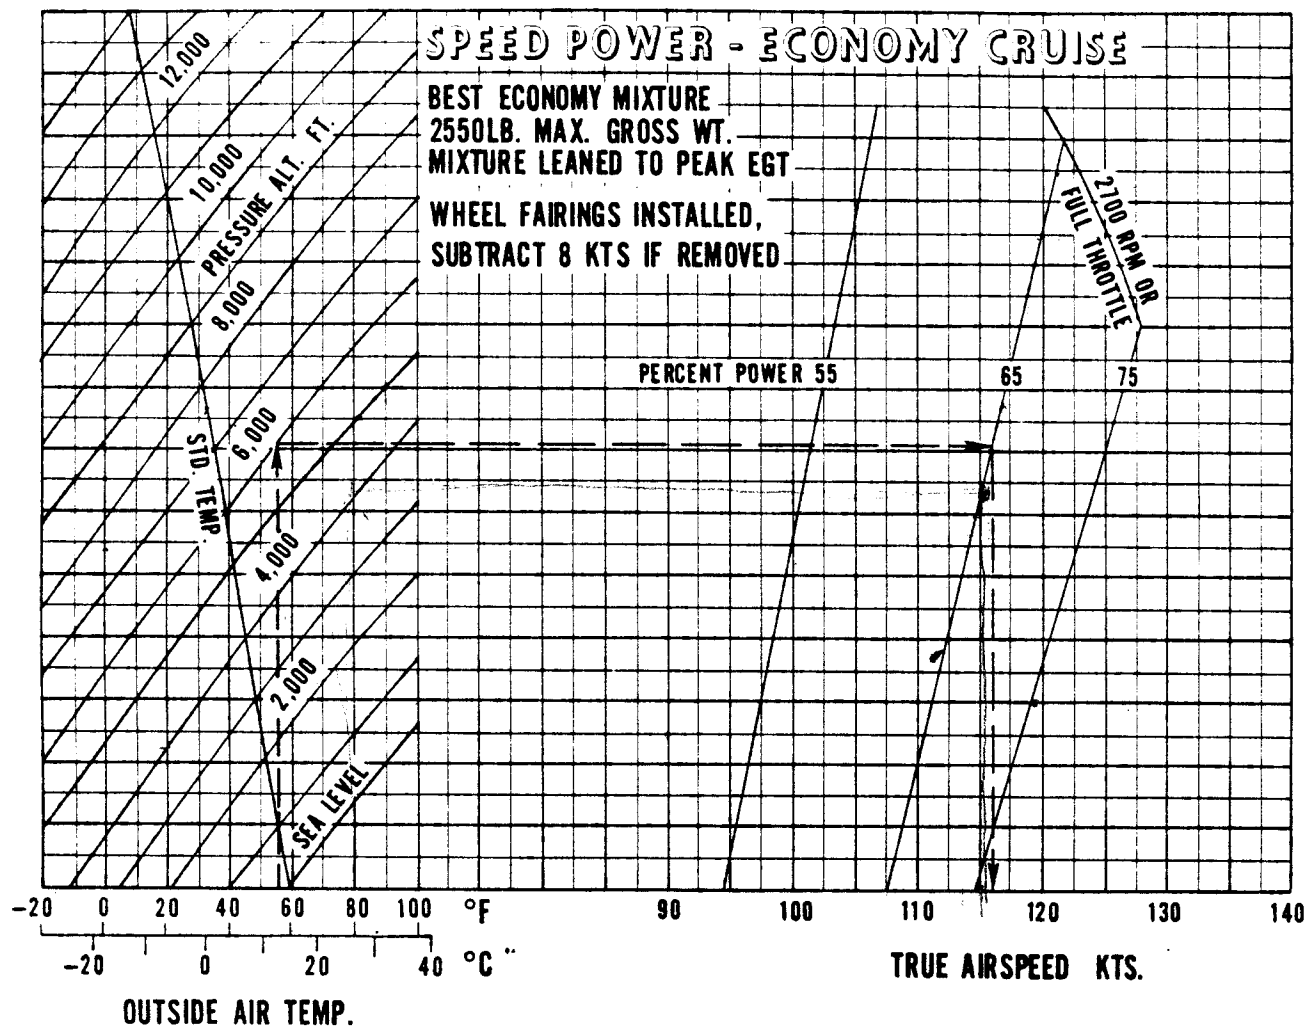 SPEED POWER - ECONOMY CRUISE
BEST ECONOMY MIXTURE
2550LB. MAX. GROSS WT.
MIXTURE LEANED TO PEAK EGT
WHEEL FAIRINGS INSTALLED,
SUBTRACT 8 KTS IF REMOVED
12,000
10,000
PRESSURE ALT. FT.
8,000
6,000
STD. TEMP.
4,000
2,000
SEA LEVEL
2700 RPM OR
FULL THROTTLE
PERCENT POWER 55
65
75
-20 0 20 40 60 80 100 °F
90 100 110 120 130 140
-20 0 20 40 °C
TRUE AIRSPEED KTS.
OUTSIDE AIR TEMP.